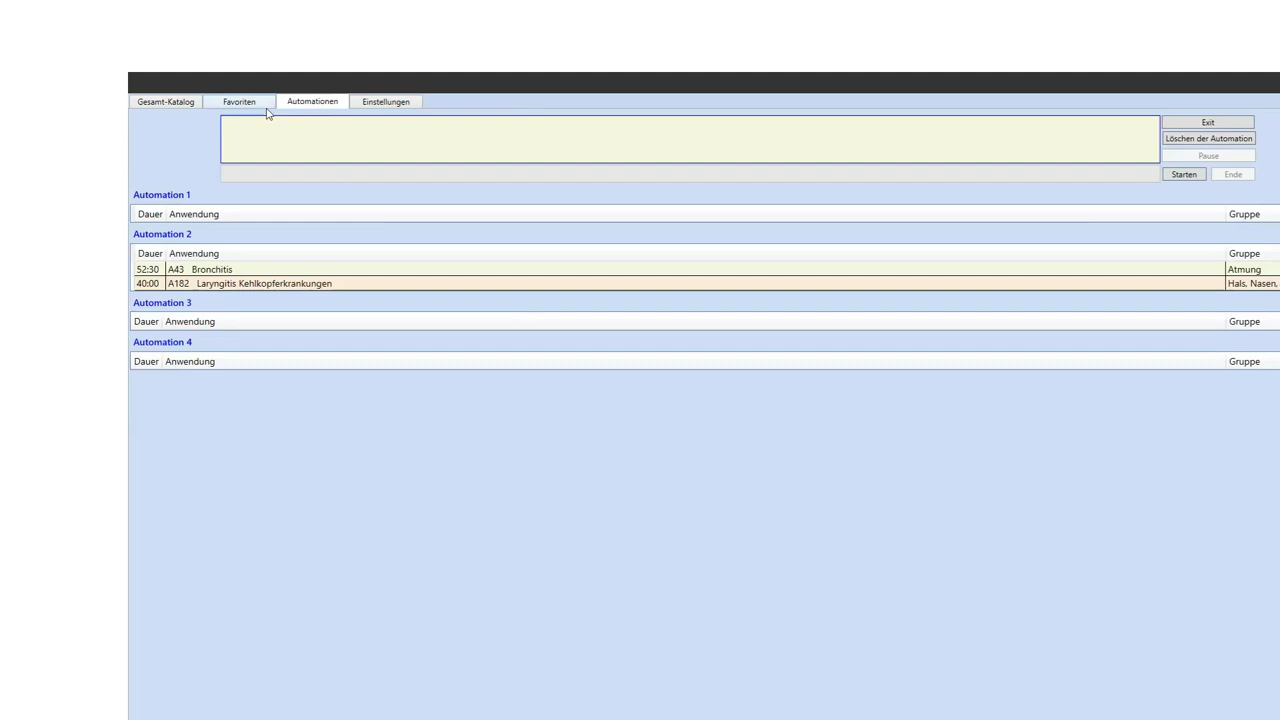 Gesamt-Katalog Favoriten Automationen Einstellungen
Exit
Löschen der Automation
Pause
Starten Ende
Automation 1
Dauer Anwendung Gruppe
Automation 2
Dauer Anwendung Gruppe
52:30 A43 Bronchitis Atmung
40:00 A182 Laryngitis Kehlkopferkrankungen Hals, Nasen,
Automation 3
Dauer Anwendung Gruppe
Automation 4
Dauer Anwendung Gruppe